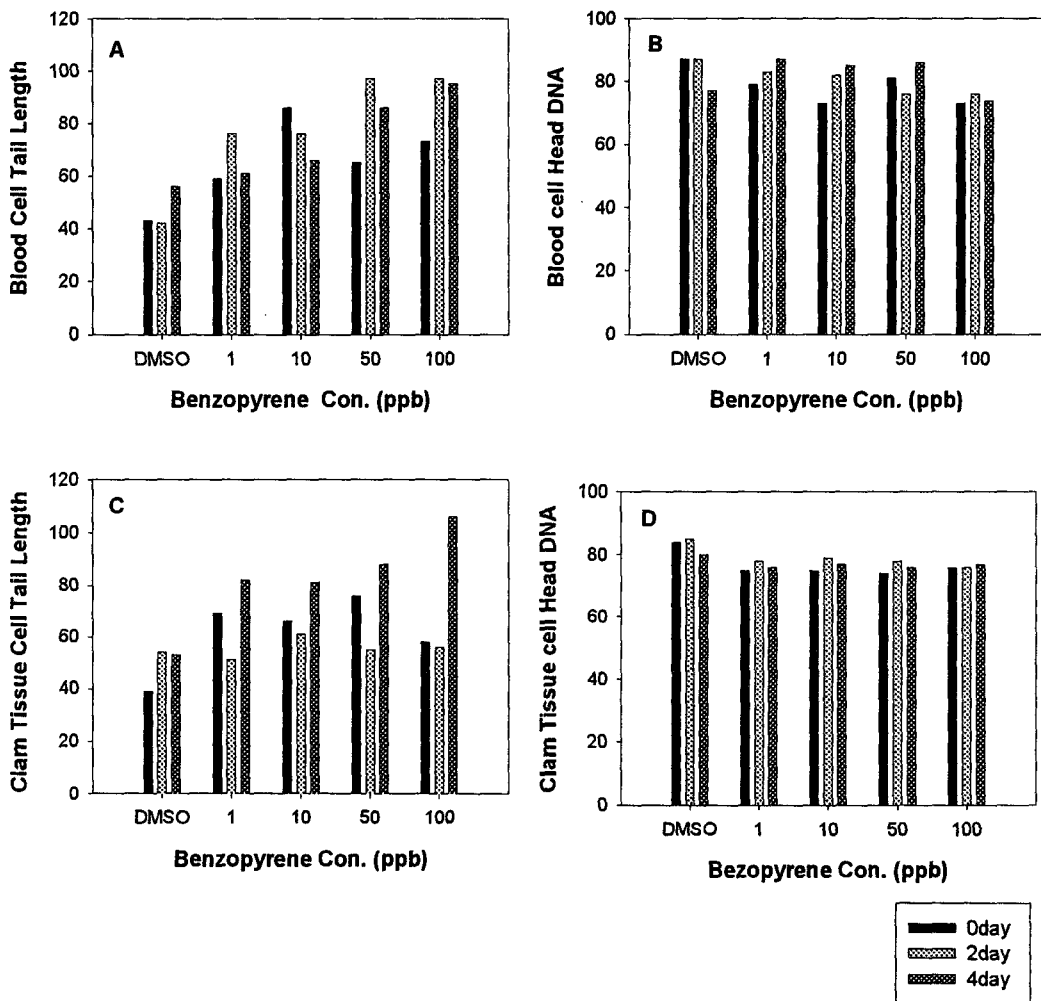 A
Blood Cell Tail Length
120
100
80
60
40
20
0
DMSO 1 10 50 100
Benzopyrene Con. (ppb)
B
Blood cell Head DNA
100
80
60
40
20
0
DMSO 1 10 50 100
Benzopyrene Con. (ppb)
C
Clam Tissue Cell Tail Length
120
100
80
60
40
20
0
DMSO 1 10 50 100
Benzopyrene Con. (ppb)
D
Clam Tissue cell Head DNA
100
80
60
40
20
0
DMSO 1 10 50 100
Bezopyrene Con. (ppb)
0day
2day
4day